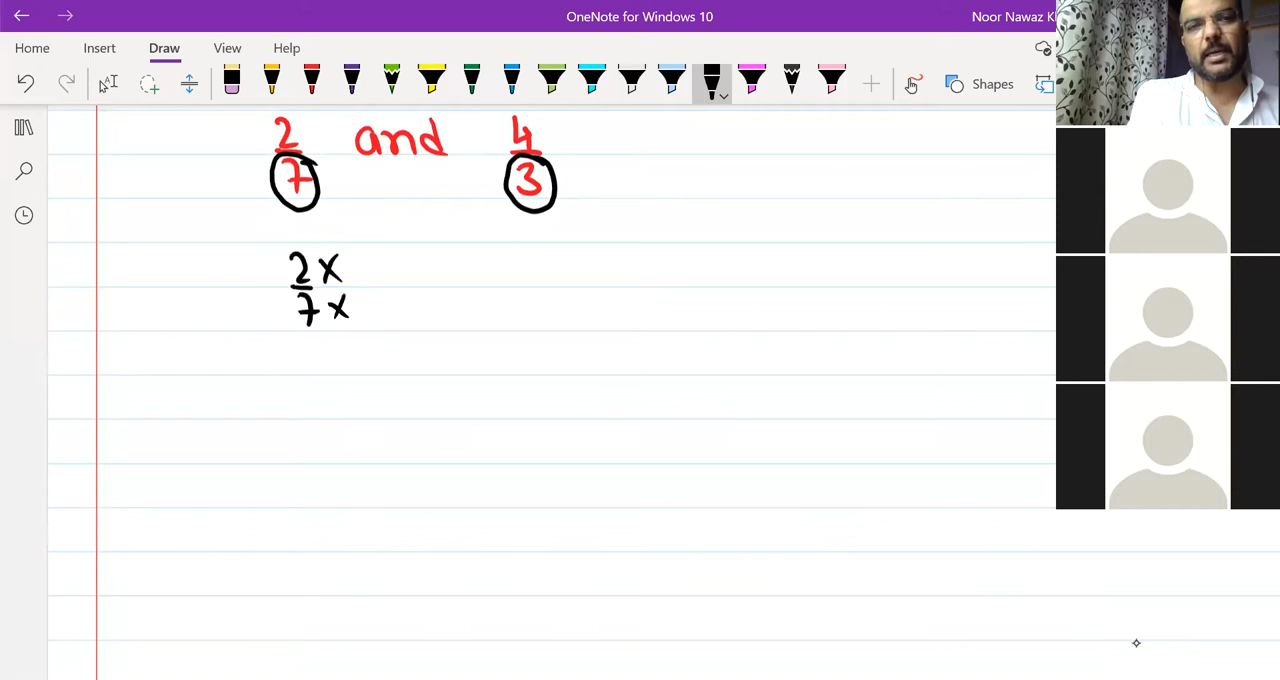 OneNote for Windows 10
Noor Nawaz K
Home Insert Draw View Help
Shapes
2/7 and 4/3
2×
7×